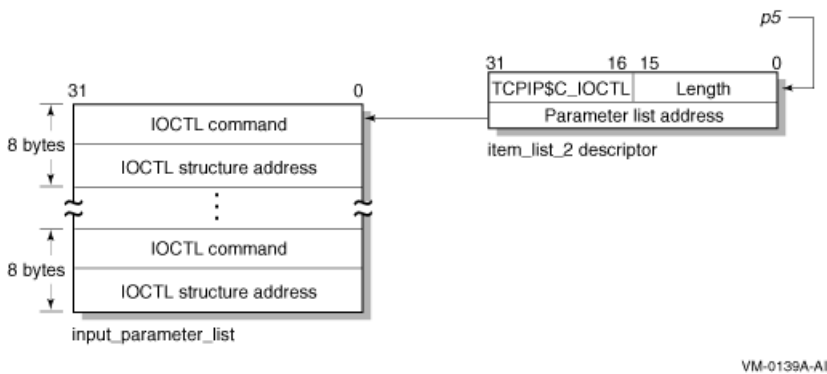 p5
31 16 15 0
TCPIP$C_IOCTL Length
Parameter list address
item_list_2 descriptor
31 0
IOCTL command
8 bytes
IOCTL structure address
IOCTL command
8 bytes
IOCTL structure address
input_parameter_list
VM-0139A-AI